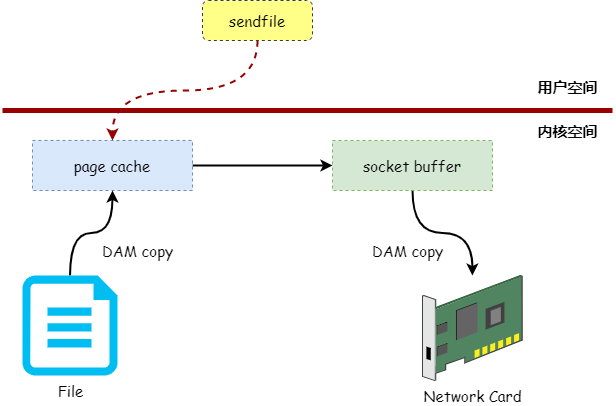 sendfile
用户空间
内核空间
page cache
socket buffer
DAM copy
DAM copy
File
Network Card